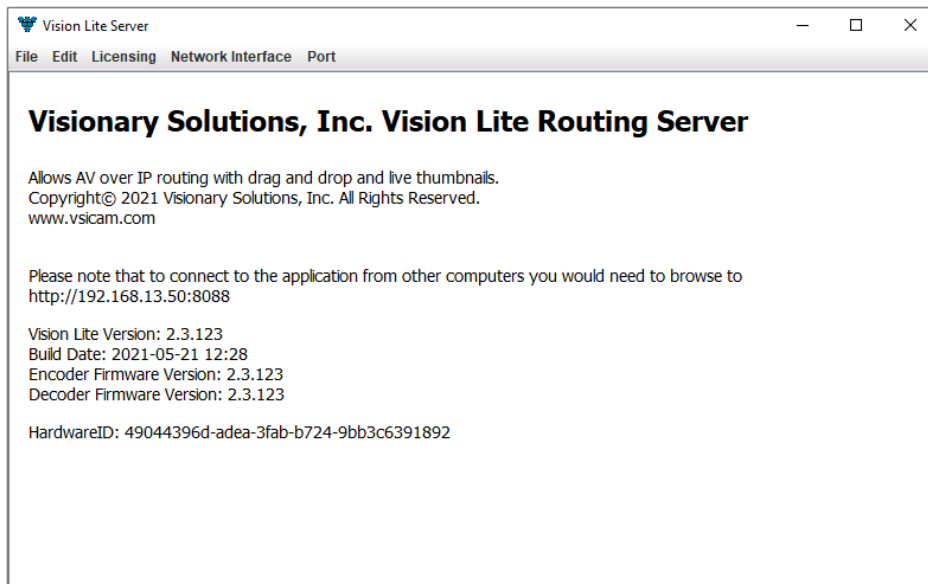 Vision Lite Server
File Edit Licensing Network Interface Port
Visionary Solutions, Inc. Vision Lite Routing Server
Allows AV over IP routing with drag and drop and live thumbnails.
Copyright© 2021 Visionary Solutions, Inc. All Rights Reserved.
www.vsicam.com
Please note that to connect to the application from other computers you would need to browse to
http://192.168.13.50:8088
Vision Lite Version: 2.3.123
Build Date: 2021-05-21 12:28
Encoder Firmware Version: 2.3.123
Decoder Firmware Version: 2.3.123
HardwareID: 49044396d-adea-3fab-b724-9bb3c6391892